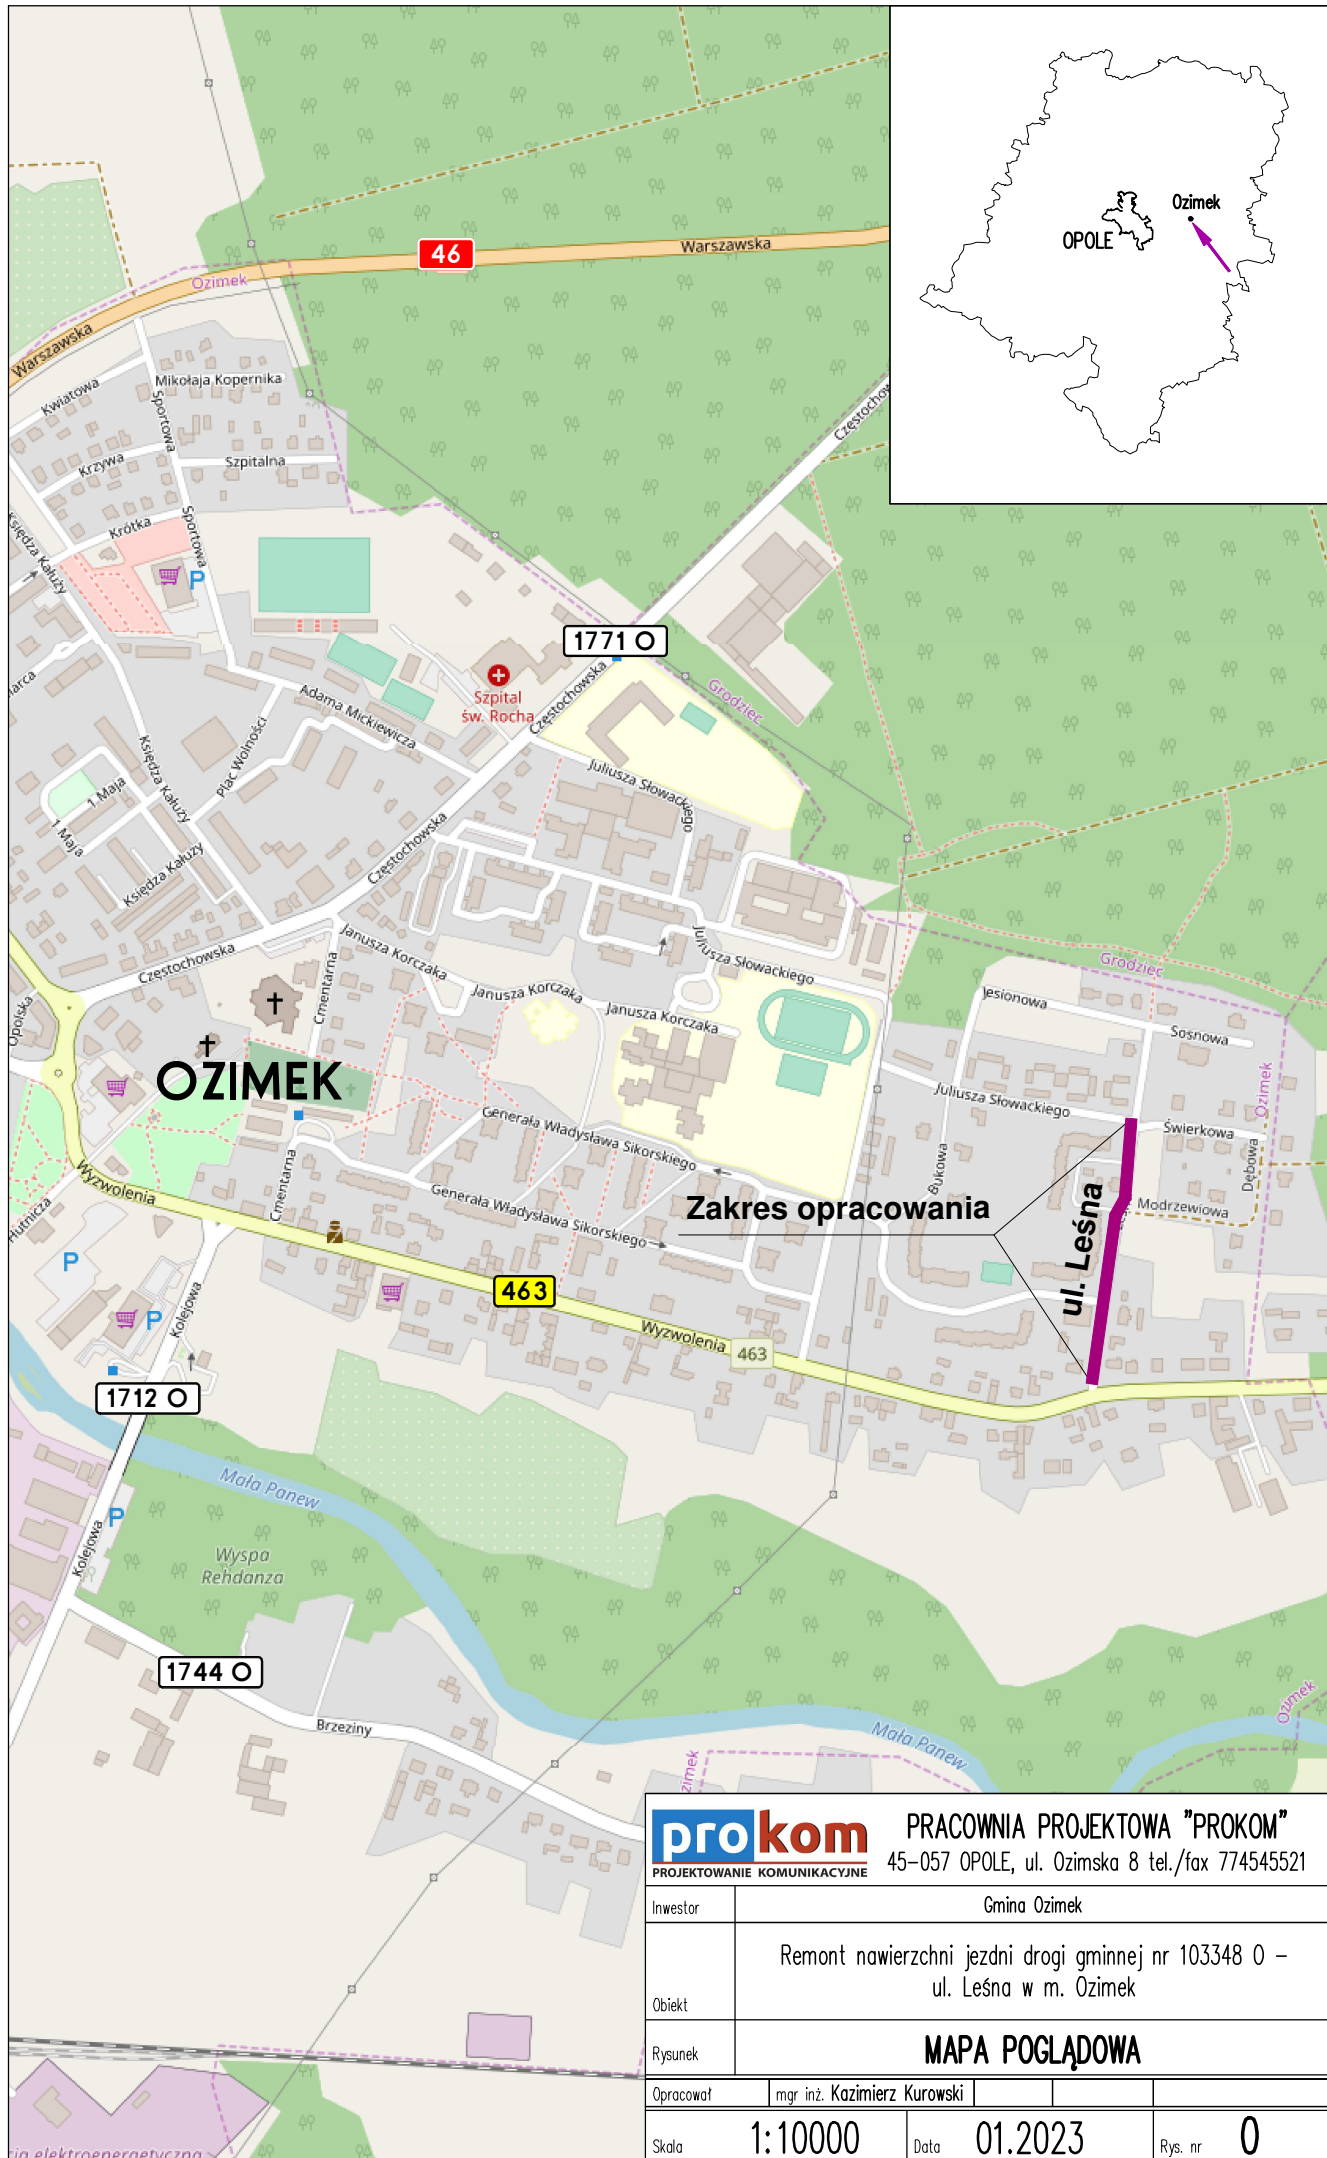 Ozimek
OPOLE
46
Warszawska
Ozimek
Warszawska
Kwiatowa
Mikołaja Kopernika
Sportowa
Krzywa
Szpitalna
Częstochow
Krótka
Sportowa
Księdza Kałuży
P
1771 O
Szpital
św. Rocha
Częstochowska
Grodziec
Adama Mickiewicza
Plac Wolności
Księdza Kałuży
Juliusza Słowackiego
1 Maja
1 Maja
Częstochowska
Księdza Kałuży
Janusza Korczaka
Juliusza Słowackiego
Częstochowska
Cmentarna
Janusza Korczaka
Janusza Korczaka
Grodziec
Jesionowa
Sosnowa
Opolska
OZIMEK
Juliusza Słowackiego
Świerkowa
Ozimek
Generała Władysława Sikorskiego
Bukowa
Dębowa
Wyzwolenia
Cmentarna
Generała Władysława Sikorskiego
Zakres opracowania
ul. Leśna
Modrzewiowa
Hutnicza
P
463
Kolejowa
P
Wyzwolenia
463
1712 O
Mała Panew
P
Kolejowa
Wyspa
Rehdanza
1744 O
Brzeziny
Mała Panew
Ozimek
zimek
prokom
PROJEKTOWANIE KOMUNIKACYJNE
PRACOWNIA PROJEKTOWA "PROKOM"
45-057 OPOLE, ul. Ozimska 8 tel./fax 774545521
Inwestor
Gmina Ozimek
Obiekt
Remont nawierzchni jezdni drogi gminnej nr 103348 O –
ul. Leśna w m. Ozimek
Rysunek
MAPA POGLĄDOWA
Opracował
mgr inż. Kazimierz Kurowski
Skala
1:10000
Data
01.2023
Rys. nr
0
cja elektroenergetyczna